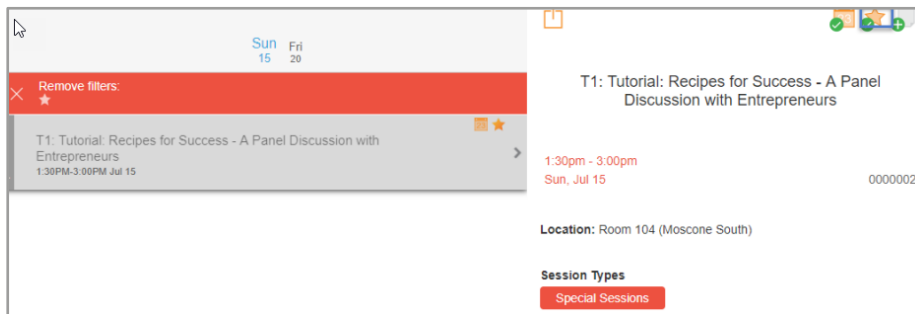 Sun Fri
15 20
Remove filters:
T1: Tutorial: Recipes for Success - A Panel Discussion with
Entrepreneurs
1:30PM-3:00PM Jul 15
T1: Tutorial: Recipes for Success - A Panel
Discussion with Entrepreneurs
1:30pm - 3:00pm
Sun, Jul 15
0000002
Location: Room 104 (Moscone South)
Session Types
Special Sessions